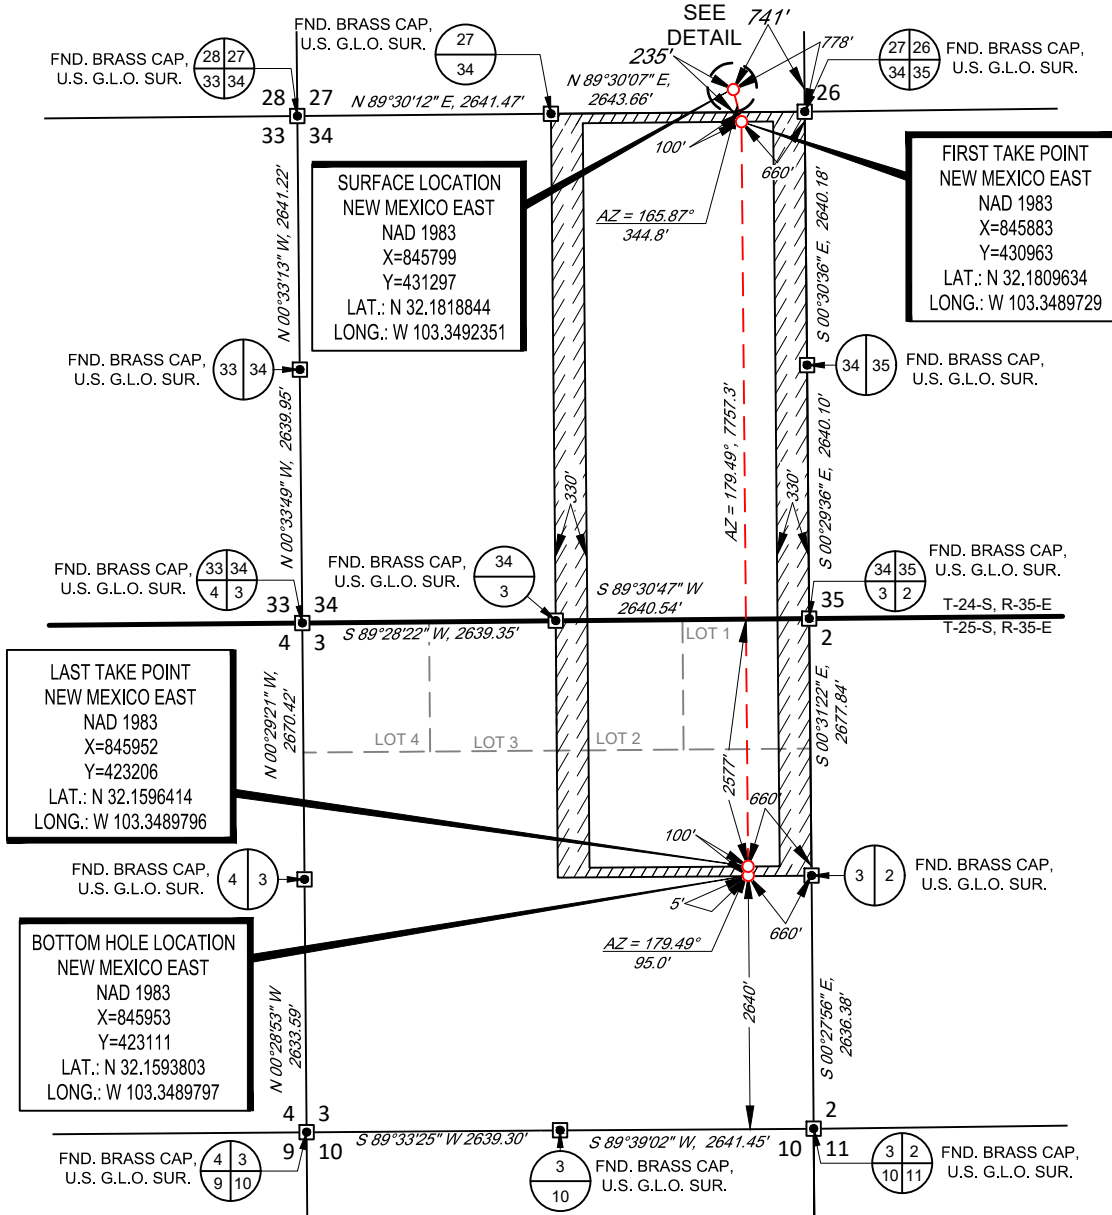 SEE
DETAIL
741'
235'
778'
FND. BRASS CAP,
U.S. G.L.O. SUR.
28 27
33 34
FND. BRASS CAP,
U.S. G.L.O. SUR.
27
34
27 26
34 35
FND. BRASS CAP,
U.S. G.L.O. SUR.
28 27
33 34
N 89°30'12" E, 2641.47'
N 89°30'07" E,
2643.66'
26
100'
660'
SURFACE LOCATION
NEW MEXICO EAST
NAD 1983
X=845799
Y=431297
LAT.: N 32.1818844
LONG.: W 103.3492351
AZ = 165.87°
344.8'
FIRST TAKE POINT
NEW MEXICO EAST
NAD 1983
X=845883
Y=430963
LAT.: N 32.1809634
LONG.: W 103.3489729
N 00°33'13" W, 2641.22'
S 00°30'36" E, 2640.18'
FND. BRASS CAP,
U.S. G.L.O. SUR.
33 34
34 35
FND. BRASS CAP,
U.S. G.L.O. SUR.
N 00°33'49" W, 2639.95'
AZ = 179.49°, 7757.3'
S 00°29'36" E, 2640.10'
330'
330'
FND. BRASS CAP,
U.S. G.L.O. SUR.
33 34
4 3
FND. BRASS CAP,
U.S. G.L.O. SUR.
34
3
34 35
3 2
FND. BRASS CAP,
U.S. G.L.O. SUR.
33 34
4 3
S 89°28'22" W, 2639.35'
S 89°30'47" W
2640.54'
35
2
T-24-S, R-35-E
T-25-S, R-35-E
LOT 1
LOT 4
LOT 3
LOT 2
LAST TAKE POINT
NEW MEXICO EAST
NAD 1983
X=845952
Y=423206
LAT.: N 32.1596414
LONG.: W 103.3489796
N 00°29'21" W,
2670.42'
S 00°31'22" E,
2677.84'
2577'
660'
100'
FND. BRASS CAP,
U.S. G.L.O. SUR.
4 3
3 2
FND. BRASS CAP,
U.S. G.L.O. SUR.
5'
660'
AZ = 179.49°
95.0'
BOTTOM HOLE LOCATION
NEW MEXICO EAST
NAD 1983
X=845953
Y=423111
LAT.: N 32.1593803
LONG.: W 103.3489797
N 00°28'53" W
2633.59'
2640'
S 00°27'56" E,
2636.38'
4 3
9 10
S 89°33'25" W 2639.30'
S 89°39'02" W, 2641.45'
2
10 11
FND. BRASS CAP,
U.S. G.L.O. SUR.
4 3
9 10
3
10
FND. BRASS CAP,
U.S. G.L.O. SUR.
3 2
10 11
FND. BRASS CAP,
U.S. G.L.O. SUR.